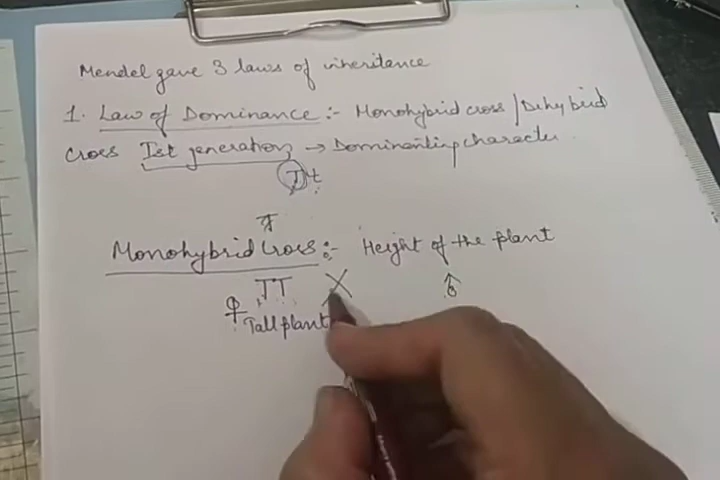 Mendel gave 3 laws of inheritance
1. Law of Dominance :- Monohybrid cross / Dihybrid
cross Ist generation → Dominating character
Tt
Monohybrid Cross :- Height of the plant
TT X
♀ Tall plant ♂